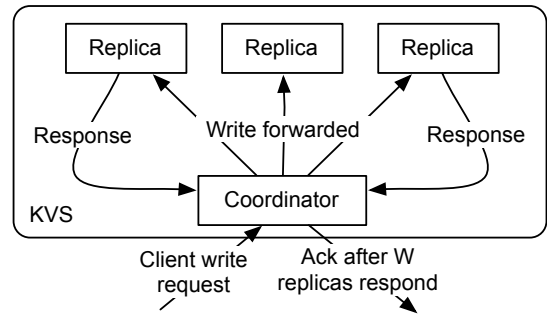 Replica
Replica
Replica
Response
Write forwarded
Response
Coordinator
KVS
Client write
request
Ack after W
replicas respond